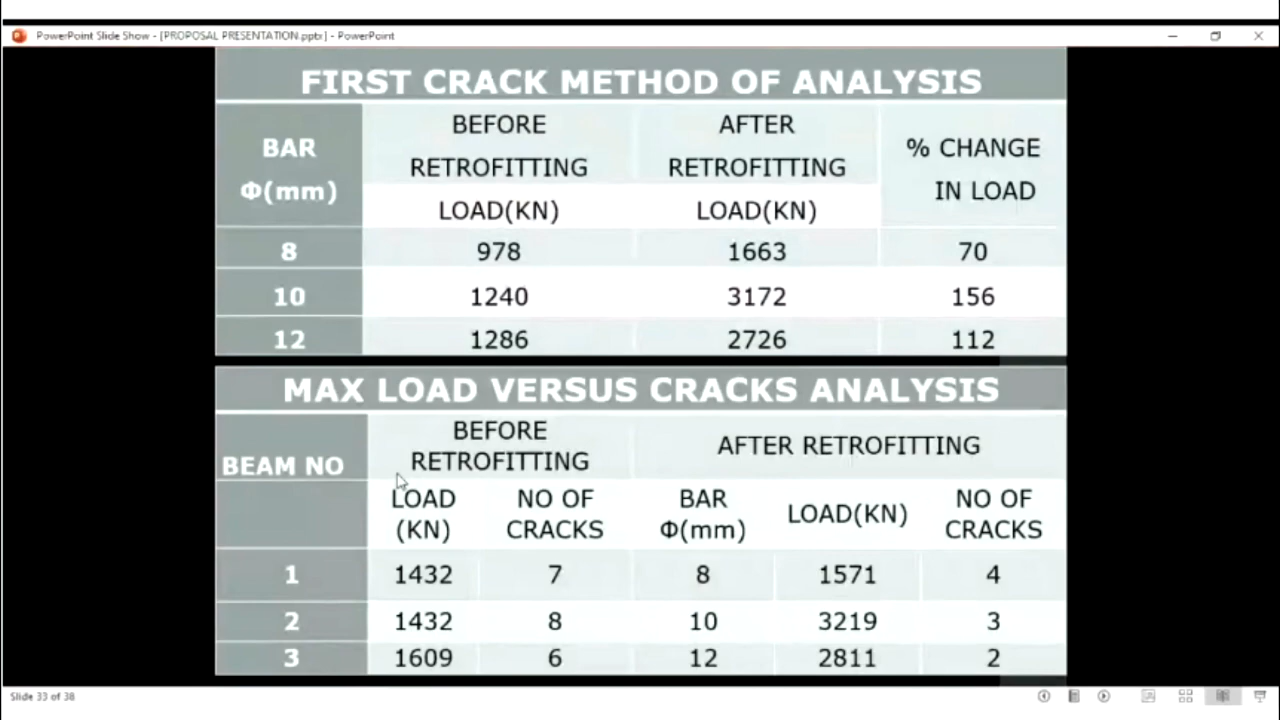 PowerPoint Slide Show - [PROPOSAL PRESENTATION.pptx] - PowerPoint
FIRST CRACK METHOD OF ANALYSIS
BAR Φ(mm) BEFORE RETROFITTING AFTER RETROFITTING % CHANGE IN LOAD
LOAD(KN) LOAD(KN)
8 978 1663 70
10 1240 3172 156
12 1286 2726 112
MAX LOAD VERSUS CRACKS ANALYSIS
BEAM NO BEFORE RETROFITTING AFTER RETROFITTING
LOAD (KN) NO OF CRACKS BAR Φ(mm) LOAD(KN) NO OF CRACKS
1 1432 7 8 1571 4
2 1432 8 10 3219 3
3 1609 6 12 2811 2
Slide 33 of 38